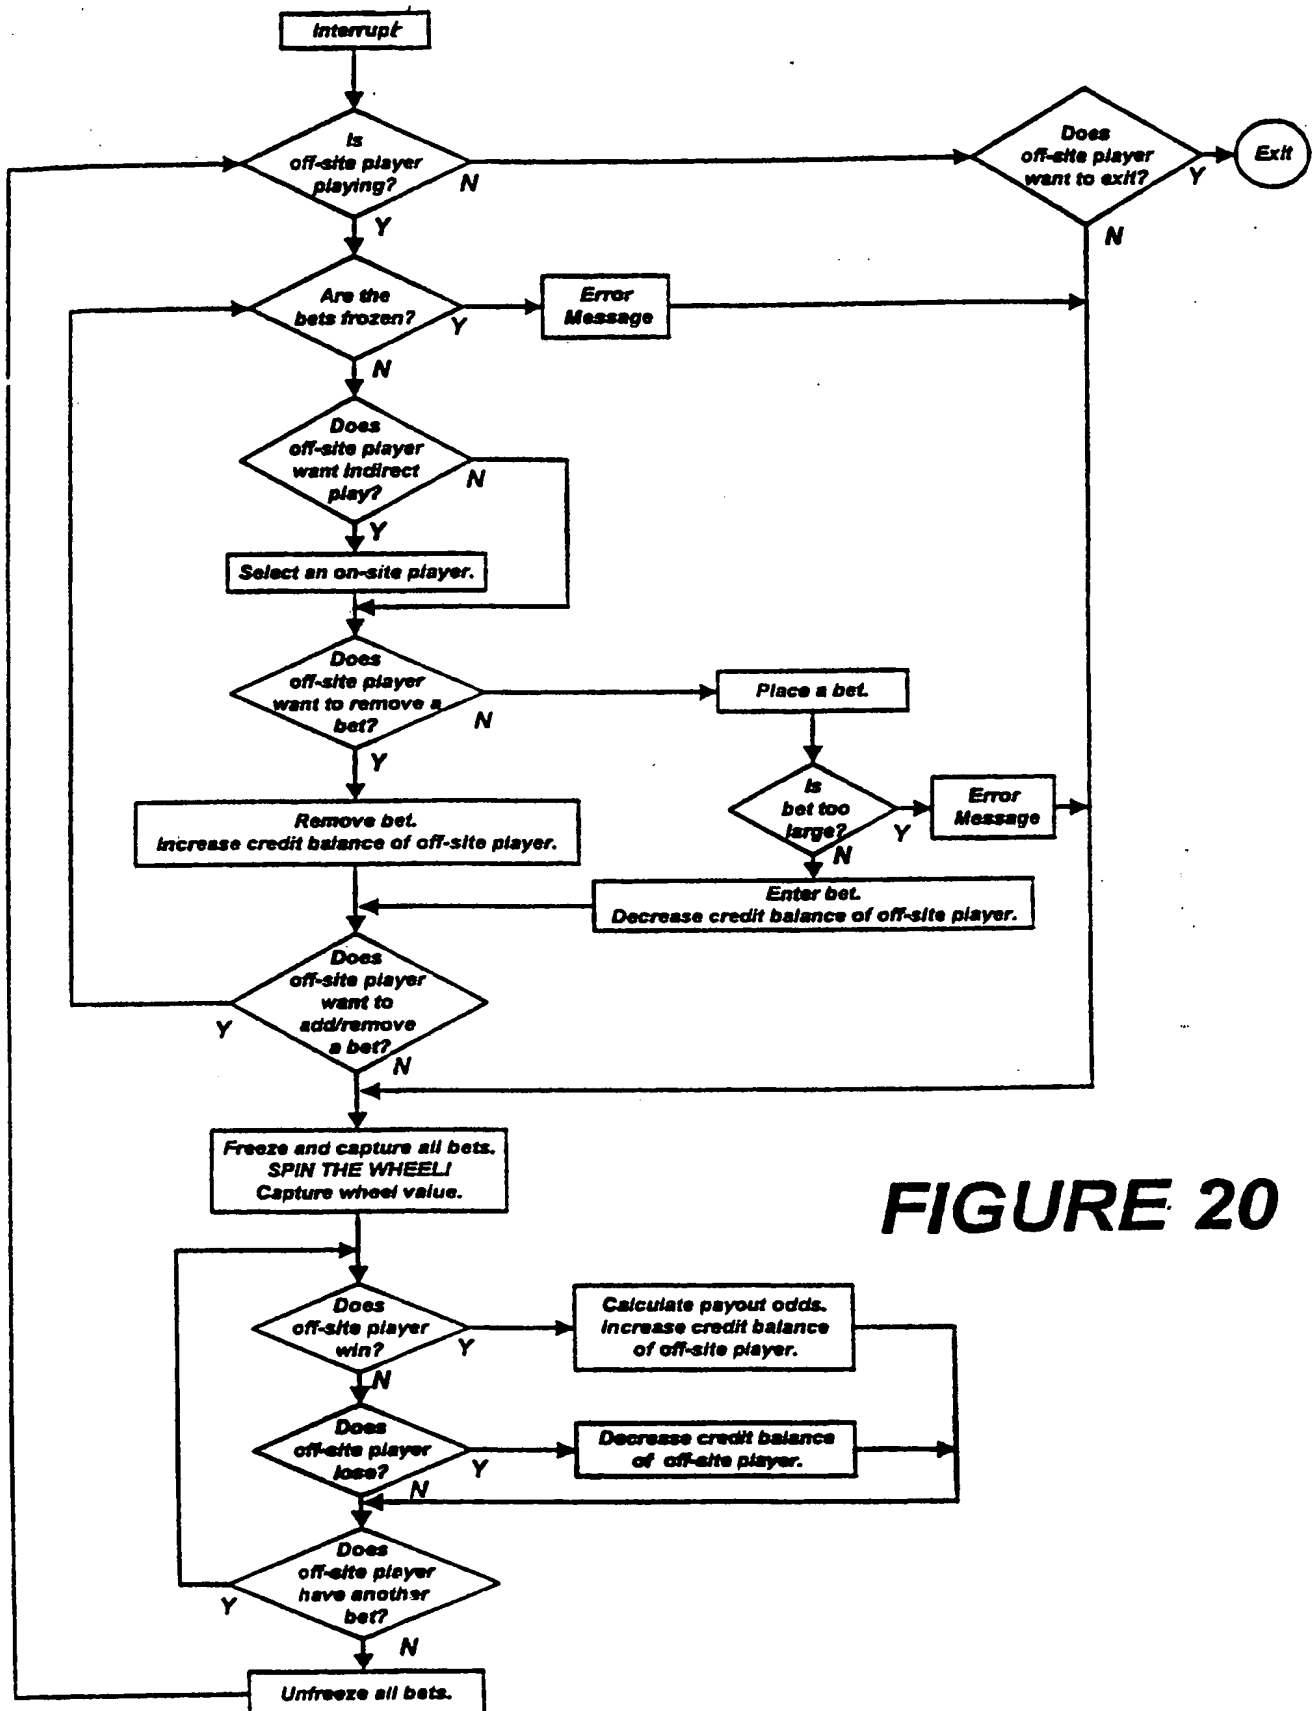 Interrupt
Is
off-site player
playing?
N
Y
Does
off-site player
want to exit?
Y
N
Exit
Are the
bets frozen?
Y
N
Error
Message
Does
off-site player
want indirect
play?
N
Y
Select an on-site player.
Does
off-site player
want to remove a
bet?
N
Y
Place a bet.
Is
bet too
large?
Y
N
Error
Message
Remove bet.
Increase credit balance of off-site player.
Enter bet.
Decrease credit balance of off-site player.
Does
off-site player
want to
add/remove
a bet?
Y
N
Freeze and capture all bets.
SPIN THE WHEEL!
Capture wheel value.
FIGURE 20
Does
off-site player
win?
Y
N
Calculate payout odds.
Increase credit balance
of off-site player.
Does
off-site player
lose?
Y
N
Decrease credit balance
of off-site player.
Does
off-site player
have another
bet?
Y
N
Unfreeze all bets.